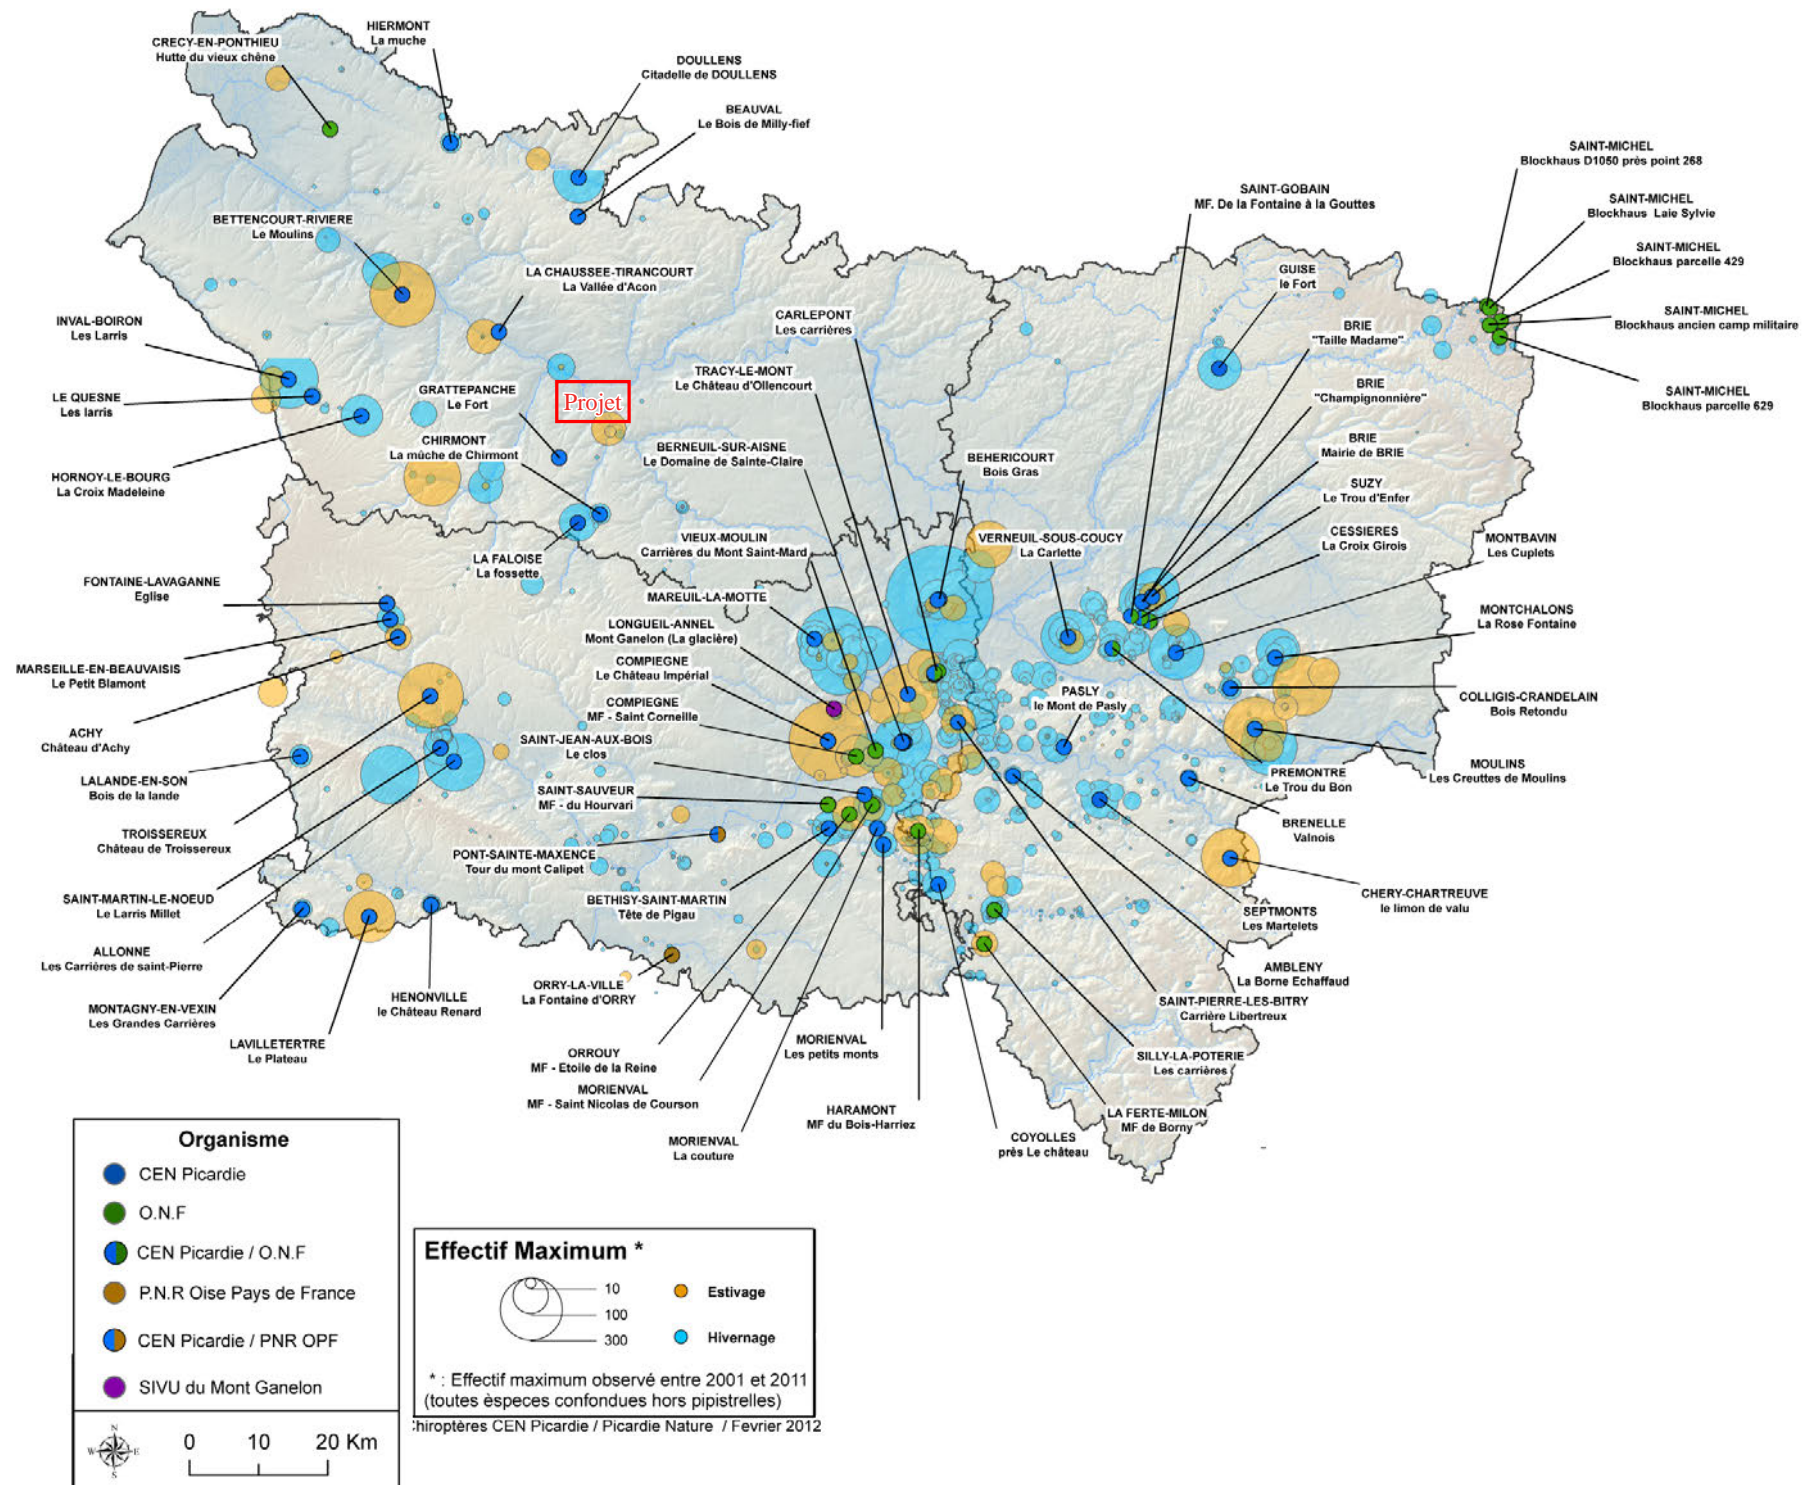 CRECY-EN-PONTHIEU
Hutte du vieux chêne
HIERMONT
La muche
DOULLENS
Citadelle de DOULLENS
BEAUVAL
Le Bois de Milly-fief
SAINT-MICHEL
Blockhaus D1050 près point 268
SAINT-GOBAIN
MF. De la Fontaine à la Gouttes
SAINT-MICHEL
Blockhaus Laie Sylvie
BETTENCOURT-RIVIERE
Le Moulins
SAINT-MICHEL
Blockhaus parcelle 429
LA CHAUSSEE-TIRANCOURT
La Vallée d'Acon
GUISE
le Fort
INVAL-BOIRON
Les Larris
CARLEPONT
Les carrières
BRIE
"Taille Madame"
SAINT-MICHEL
Blockhaus ancien camp militaire
LE QUESNE
Les larris
GRATTEPANCHE
Le Fort
Projet
TRACY-LE-MONT
Le Château d'Ollencourt
BRIE
"Champignonnière"
SAINT-MICHEL
Blockhaus parcelle 629
CHIRMONT
La mûche de Chirmont
BERNEUIL-SUR-AISNE
Le Domaine de Sainte-Claire
BEHERICOURT
Bois Gras
BRIE
Mairie de BRIE
HORNOY-LE-BOURG
La Croix Madeleine
SUZY
Le Trou d'Enfer
LA FALOISE
La fossette
VIEUX-MOULIN
Carrières du Mont Saint-Mard
VERNEUIL-SOUS-COUCY
La Carlette
CESSIERES
La Croix Girois
MONTBAVIN
Les Cuplets
FONTAINE-LAVAGANNE
Eglise
MAREUIL-LA-MOTTE
LONGUEIL-ANNEL
Mont Ganelon (La glacière)
MONTCHALONS
La Rose Fontaine
MARSEILLE-EN-BEAUVAISIS
Le Petit Blamont
COMPIEGNE
Le Château Impérial
PASLY
le Mont de Pasly
COLLIGIS-CRANDELAIN
Bois Retondu
COMPIEGNE
MF - Saint Corneille
ACHY
Château d'Achy
SAINT-JEAN-AUX-BOIS
Le clos
LALANDE-EN-SON
Bois de la lande
SAINT-SAUVEUR
MF - du Hourvari
PREMONTRE
Le Trou du Bon
MOULINS
Les Creuttes de Moulins
TROISSEREUX
Château de Troissereux
PONT-SAINTE-MAXENCE
Tour du mont Calipet
BRENELLE
Valnois
SAINT-MARTIN-LE-NOEUD
Le Larris Millet
BETHISY-SAINT-MARTIN
Tête de Pigau
CHERY-CHARTREUVE
le limon de valu
SEPTMONTS
Les Martelets
ALLONNE
Les Carrières de saint-Pierre
AMBLENY
La Borne Echaffaud
ORRY-LA-VILLE
La Fontaine d'ORRY
HENONVILLE
le Château Renard
MONTAGNY-EN-VEXIN
Les Grandes Carrières
SAINT-PIERRE-LES-BITRY
Carrière Libertreux
LAVILLETERTRE
Le Plateau
MORIENVAL
Les petits monts
ORROUY
MF - Etoile de la Reine
SILLY-LA-POTERIE
Les carrières
MORIENVAL
MF - Saint Nicolas de Courson
HARAMONT
MF du Bois-Harriez
LA FERTE-MILON
MF de Borny
MORIENVAL
La couture
COYOLLES
près Le château
Organisme
CEN Picardie
O.N.F
CEN Picardie / O.N.F
P.N.R Oise Pays de France
CEN Picardie / PNR OPF
SIVU du Mont Ganelon
N
W E
S
0 10 20 Km
Effectif Maximum *
10
100
300
Estivage
Hivernage
* : Effectif maximum observé entre 2001 et 2011
(toutes èspeces confondues hors pipistrelles)
hiroptères CEN Picardie / Picardie Nature / Fevrier 2012